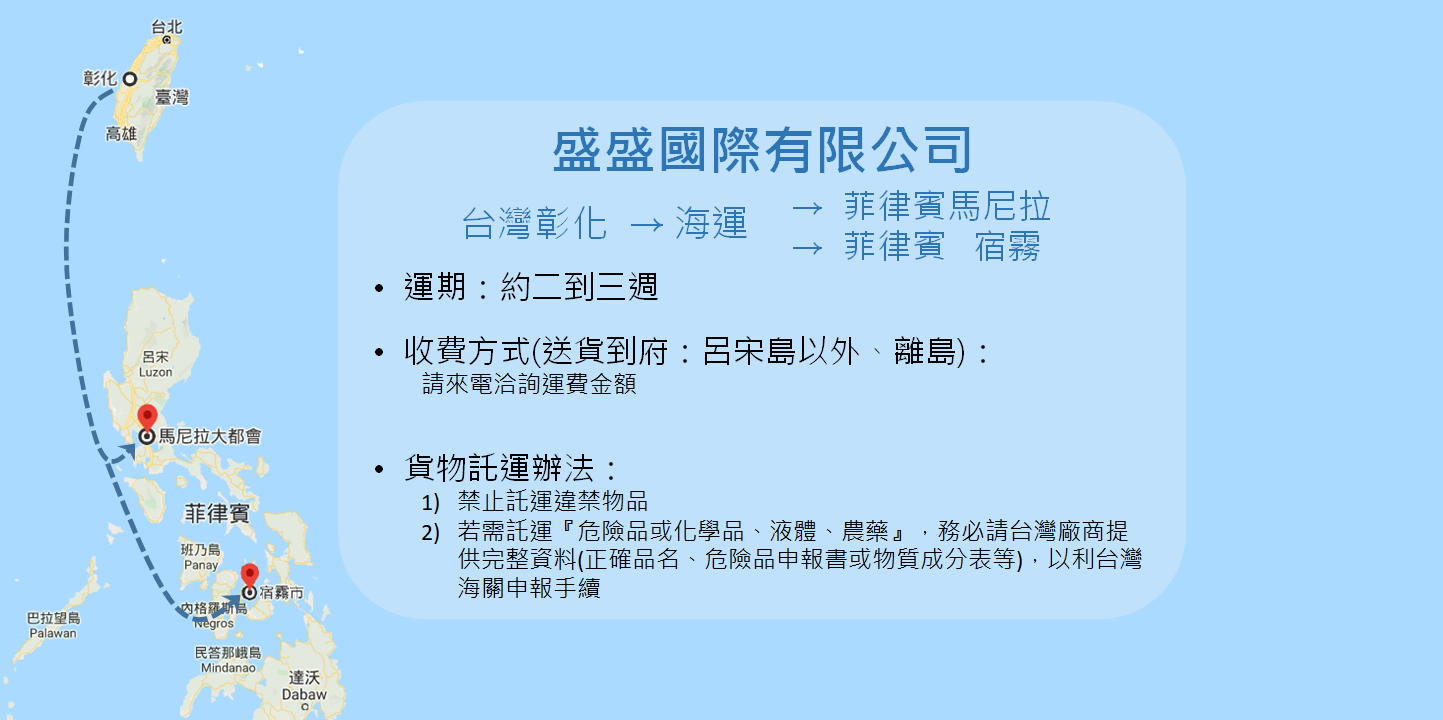 台北
彰化
臺灣
高雄
盛盛國際有限公司
台灣彰化 → 海運
→ 菲律賓馬尼拉
→ 菲律賓 宿霧
• 運期：約二到三週
• 收費方式(送貨到府：呂宋島以外、離島)：
請來電洽詢運費金額
• 貨物託運辦法：
1) 禁止託運違禁物品
2) 若需託運『危險品或化學品、液體、農藥』，務必請台灣廠商提
供完整資料(正確品名、危險品申報書或物質成分表等)，以利台灣
海關申報手續
呂宋
Luzon
馬尼拉大都會
菲律賓
班乃島
Panay
宿霧市
內格羅斯島
Negros
巴拉望島
Palawan
民答那峨島
Mindanao
達沃
Dabaw